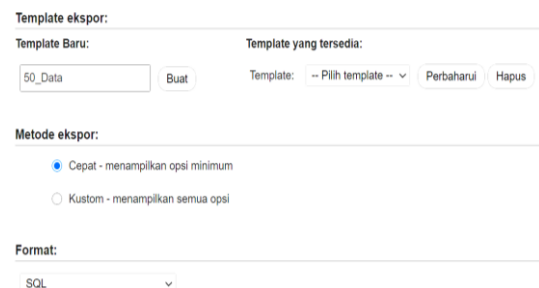 Template ekspor:
Template Baru: Template yang tersedia:
50_Data Buat Template: -- Pilih template -- Perbaharui Hapus
Metode ekspor:
Cepat - menampilkan opsi minimum
Kustom - menampilkan semua opsi
Format:
SQL